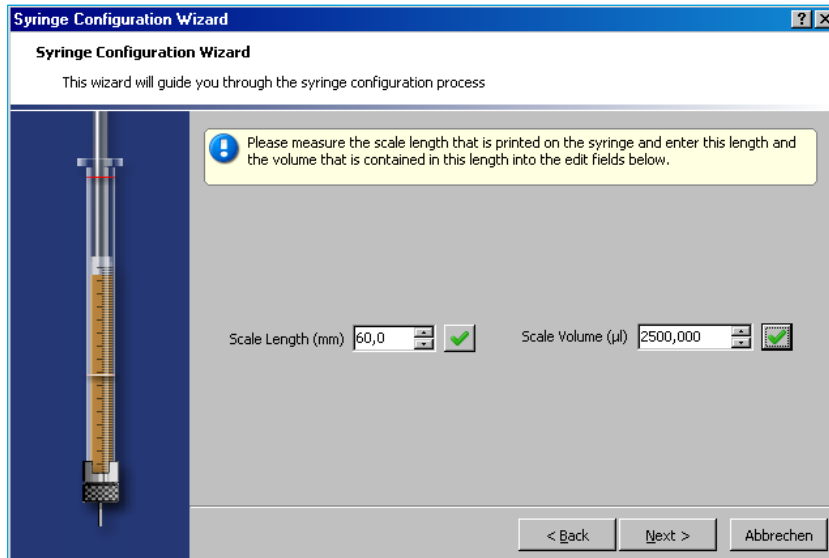 Syringe Configuration Wizard
Syringe Configuration Wizard
This wizard will guide you through the syringe configuration process
Please measure the scale length that is printed on the syringe and enter this length and
the volume that is contained in this length into the edit fields below.
Scale Length (mm) 60,0 Scale Volume (µl) 2500,000
< Back Next > Abbrechen